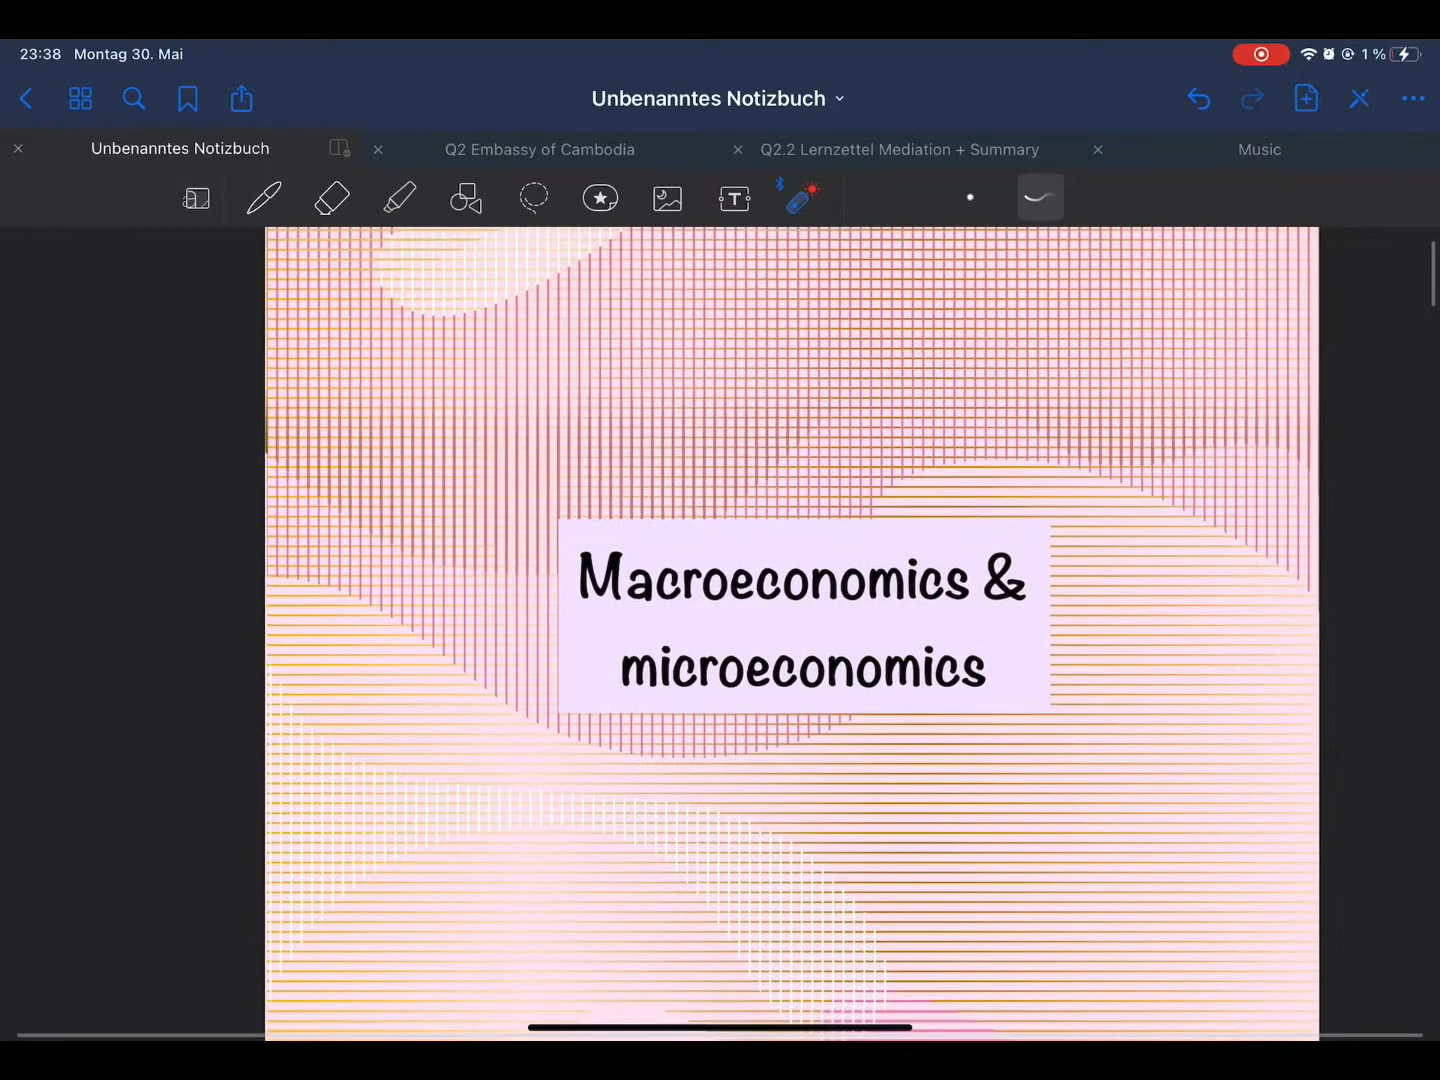 23:38 Montag 30. Mai
1 %
Unbenanntes Notizbuch
Unbenanntes Notizbuch
Q2 Embassy of Cambodia
Q2.2 Lernzettel Mediation + Summary
Music
Macroeconomics &
microeconomics